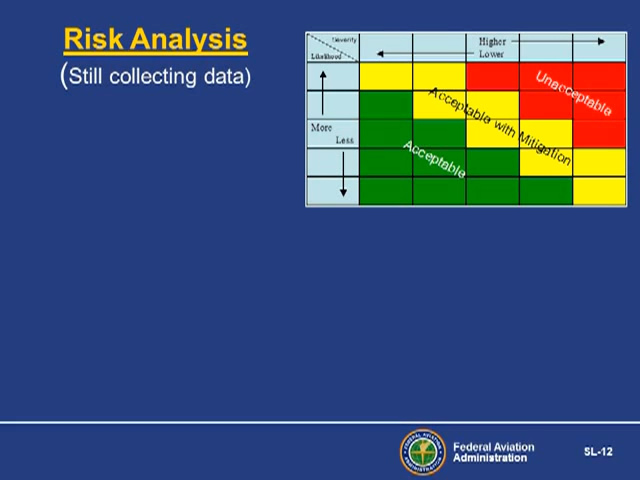 Risk Analysis
(Still collecting data)
Severity
Likelihood
Higher
Lower
More
Less
Unacceptable
Acceptable with Mitigation
Acceptable
Federal Aviation
Administration
SL-12